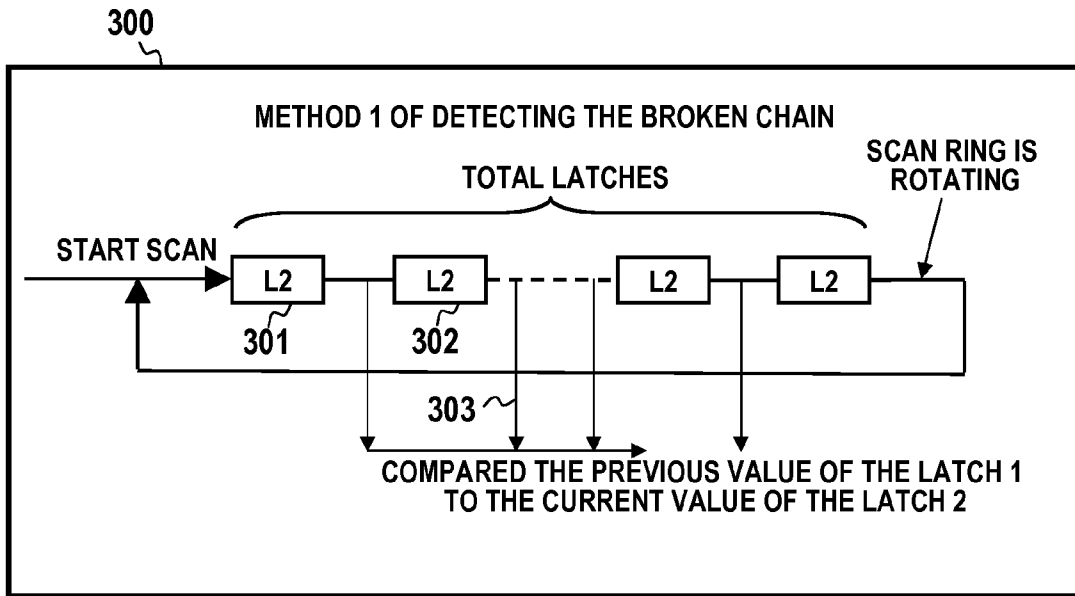 300
METHOD 1 OF DETECTING THE BROKEN CHAIN
SCAN RING IS
ROTATING
TOTAL LATCHES
START SCAN
L2
L2
L2
L2
301
302
303
COMPARED THE PREVIOUS VALUE OF THE LATCH 1
TO THE CURRENT VALUE OF THE LATCH 2